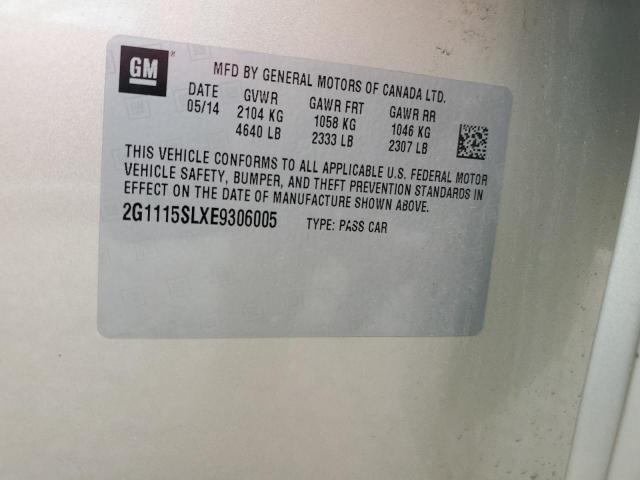 GM
MFD BY GENERAL MOTORS OF CANADA LTD.
DATE GVWR GAWR FRT GAWR RR
05/14 2104 KG 1058 KG 1046 KG
4640 LB 2333 LB 2307 LB
THIS VEHICLE CONFORMS TO ALL APPLICABLE U.S. FEDERAL MOTOR
VEHICLE SAFETY, BUMPER, AND THEFT PREVENTION STANDARDS IN
EFFECT ON THE DATE OF MANUFACTURE SHOWN ABOVE.
2G1115SLXE9306005 TYPE: PASS CAR